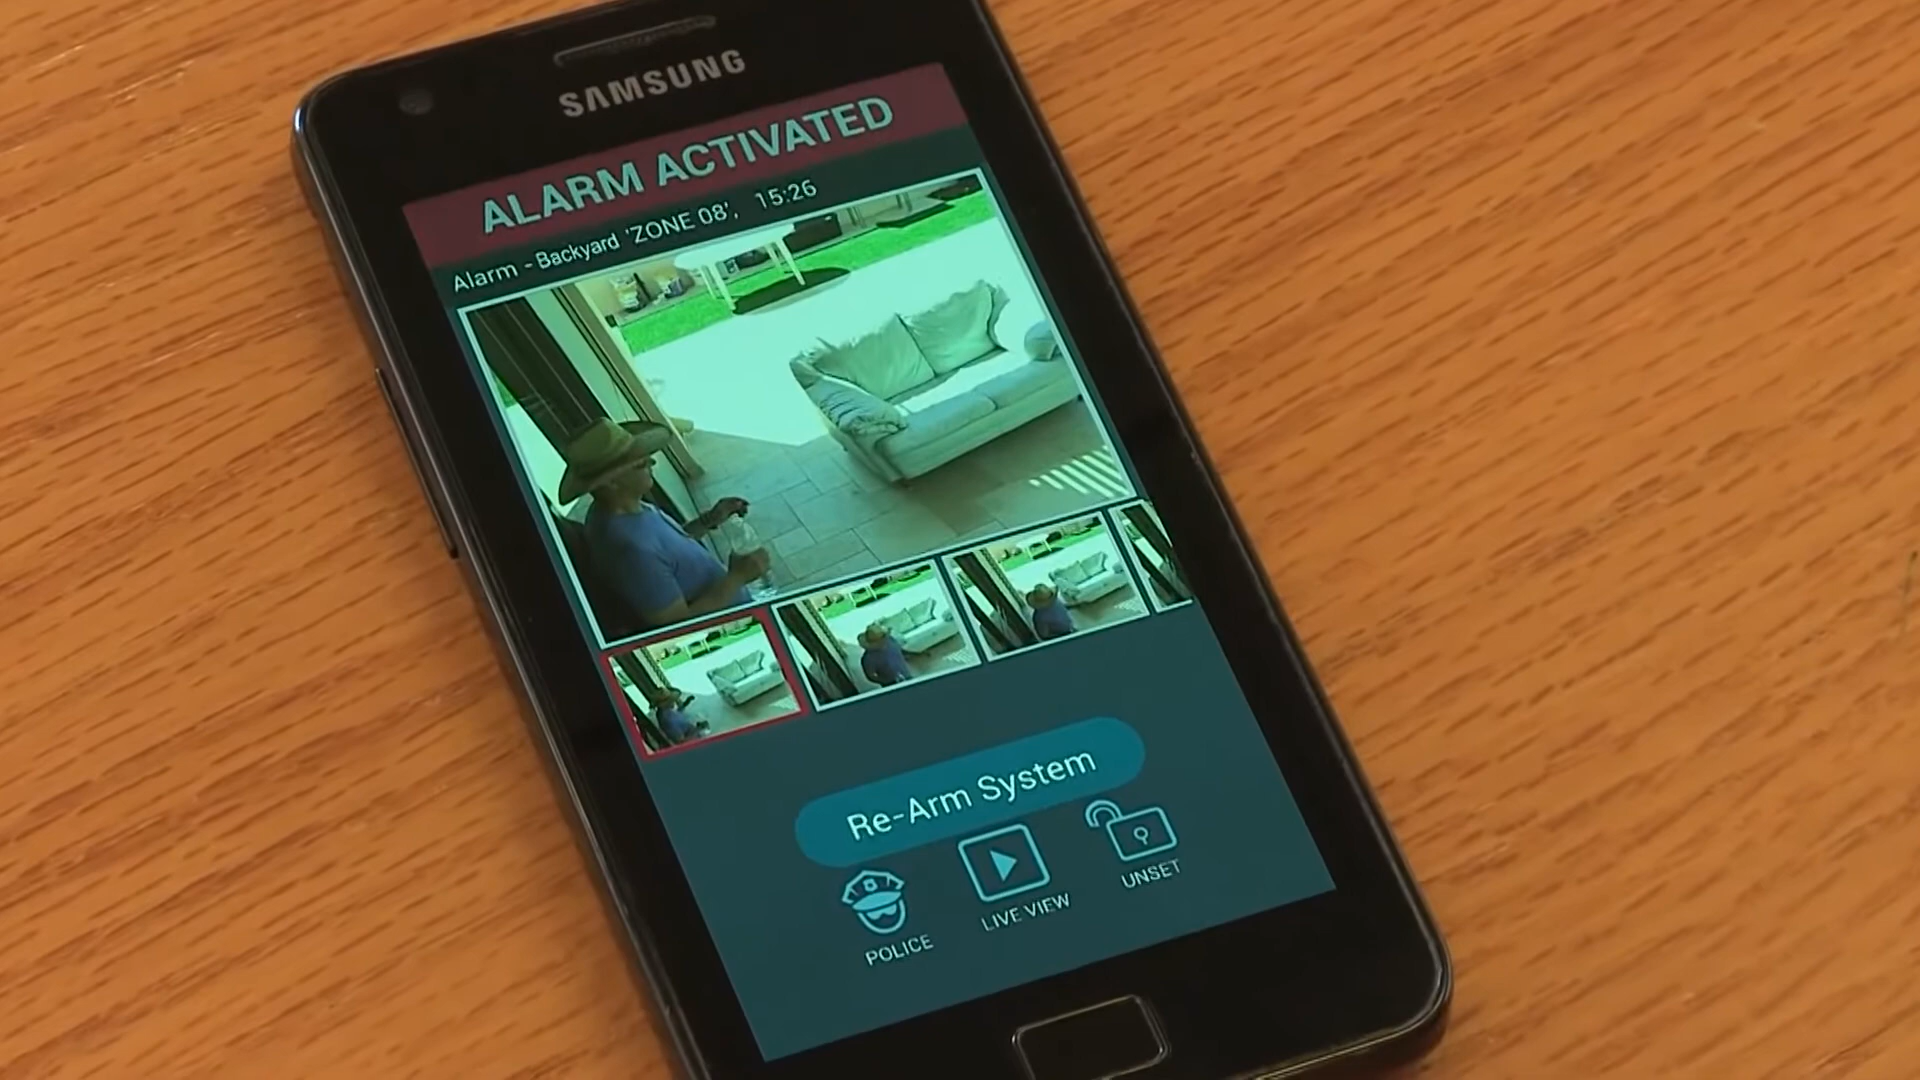 SAMSUNG
ALARM ACTIVATED
Alarm - Backyard 'ZONE 08', 15:26
Re-Arm System
POLICE
LIVE VIEW
UNSET